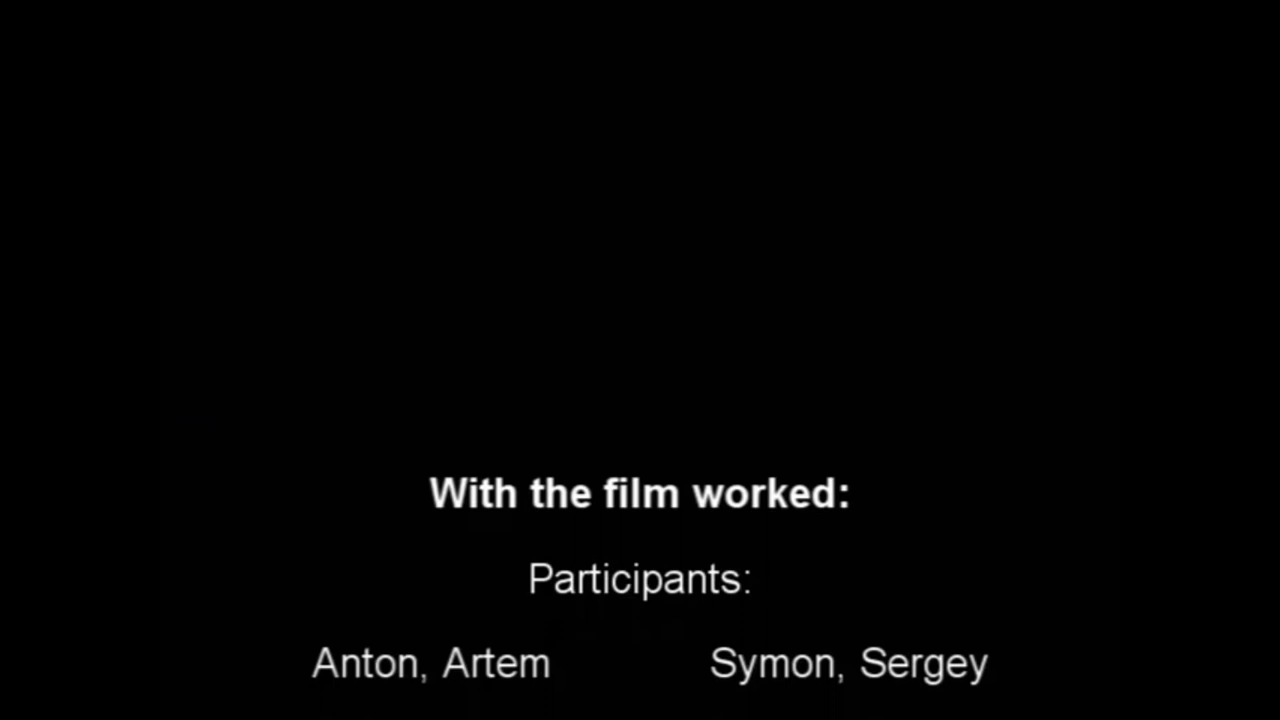 With the film worked:
Participants:
Anton, Artem Symon, Sergey